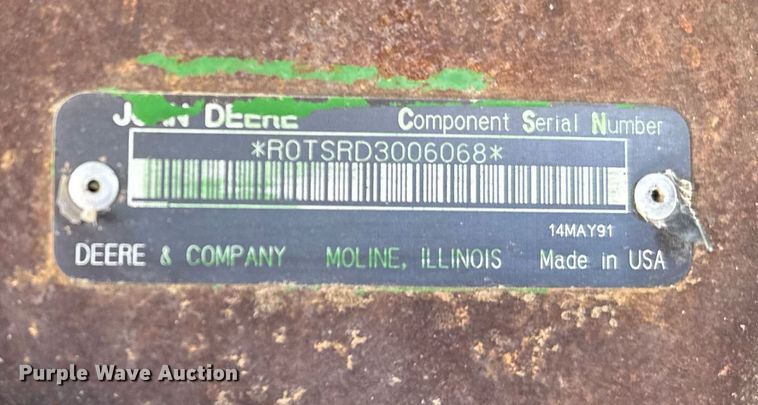 JOHN DEERE Component Serial Number
*R0TSRD3006068*
14MAY91
DEERE & COMPANY MOLINE, ILLINOIS Made in USA
Purple Wave Auction